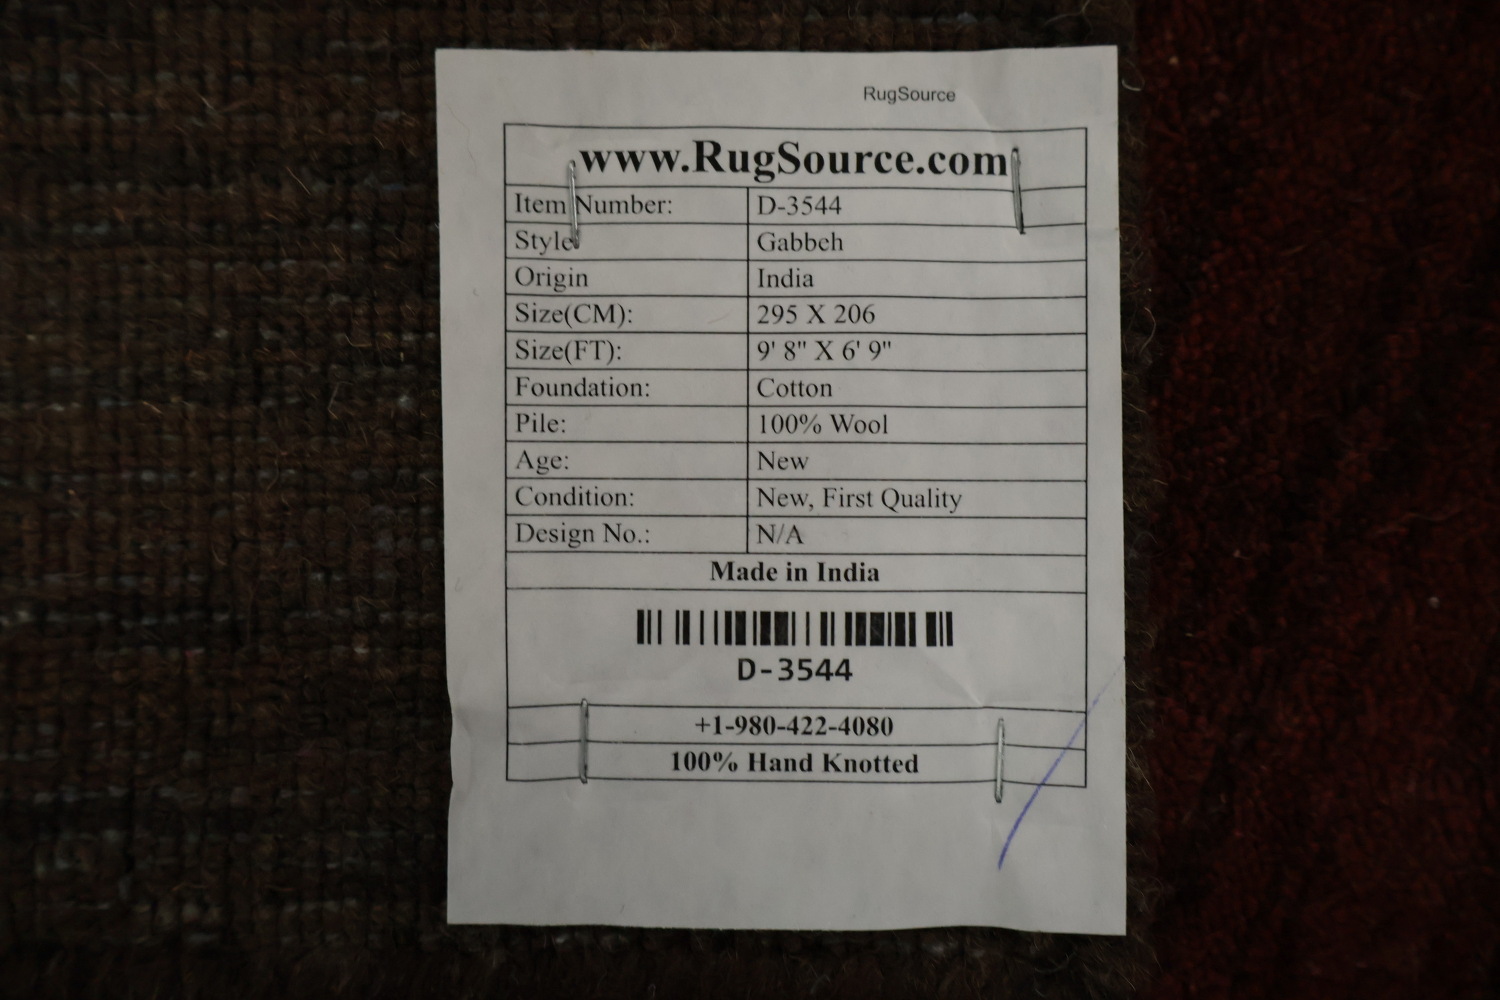 RugSource
www.RugSource.com
Item Number: D-3544
Style: Gabbeh
Origin India
Size(CM): 295 X 206
Size(FT): 9' 8" X 6' 9"
Foundation: Cotton
Pile: 100% Wool
Age: New
Condition: New, First Quality
Design No.: N/A
Made in India
D-3544
+1-980-422-4080
100% Hand Knotted